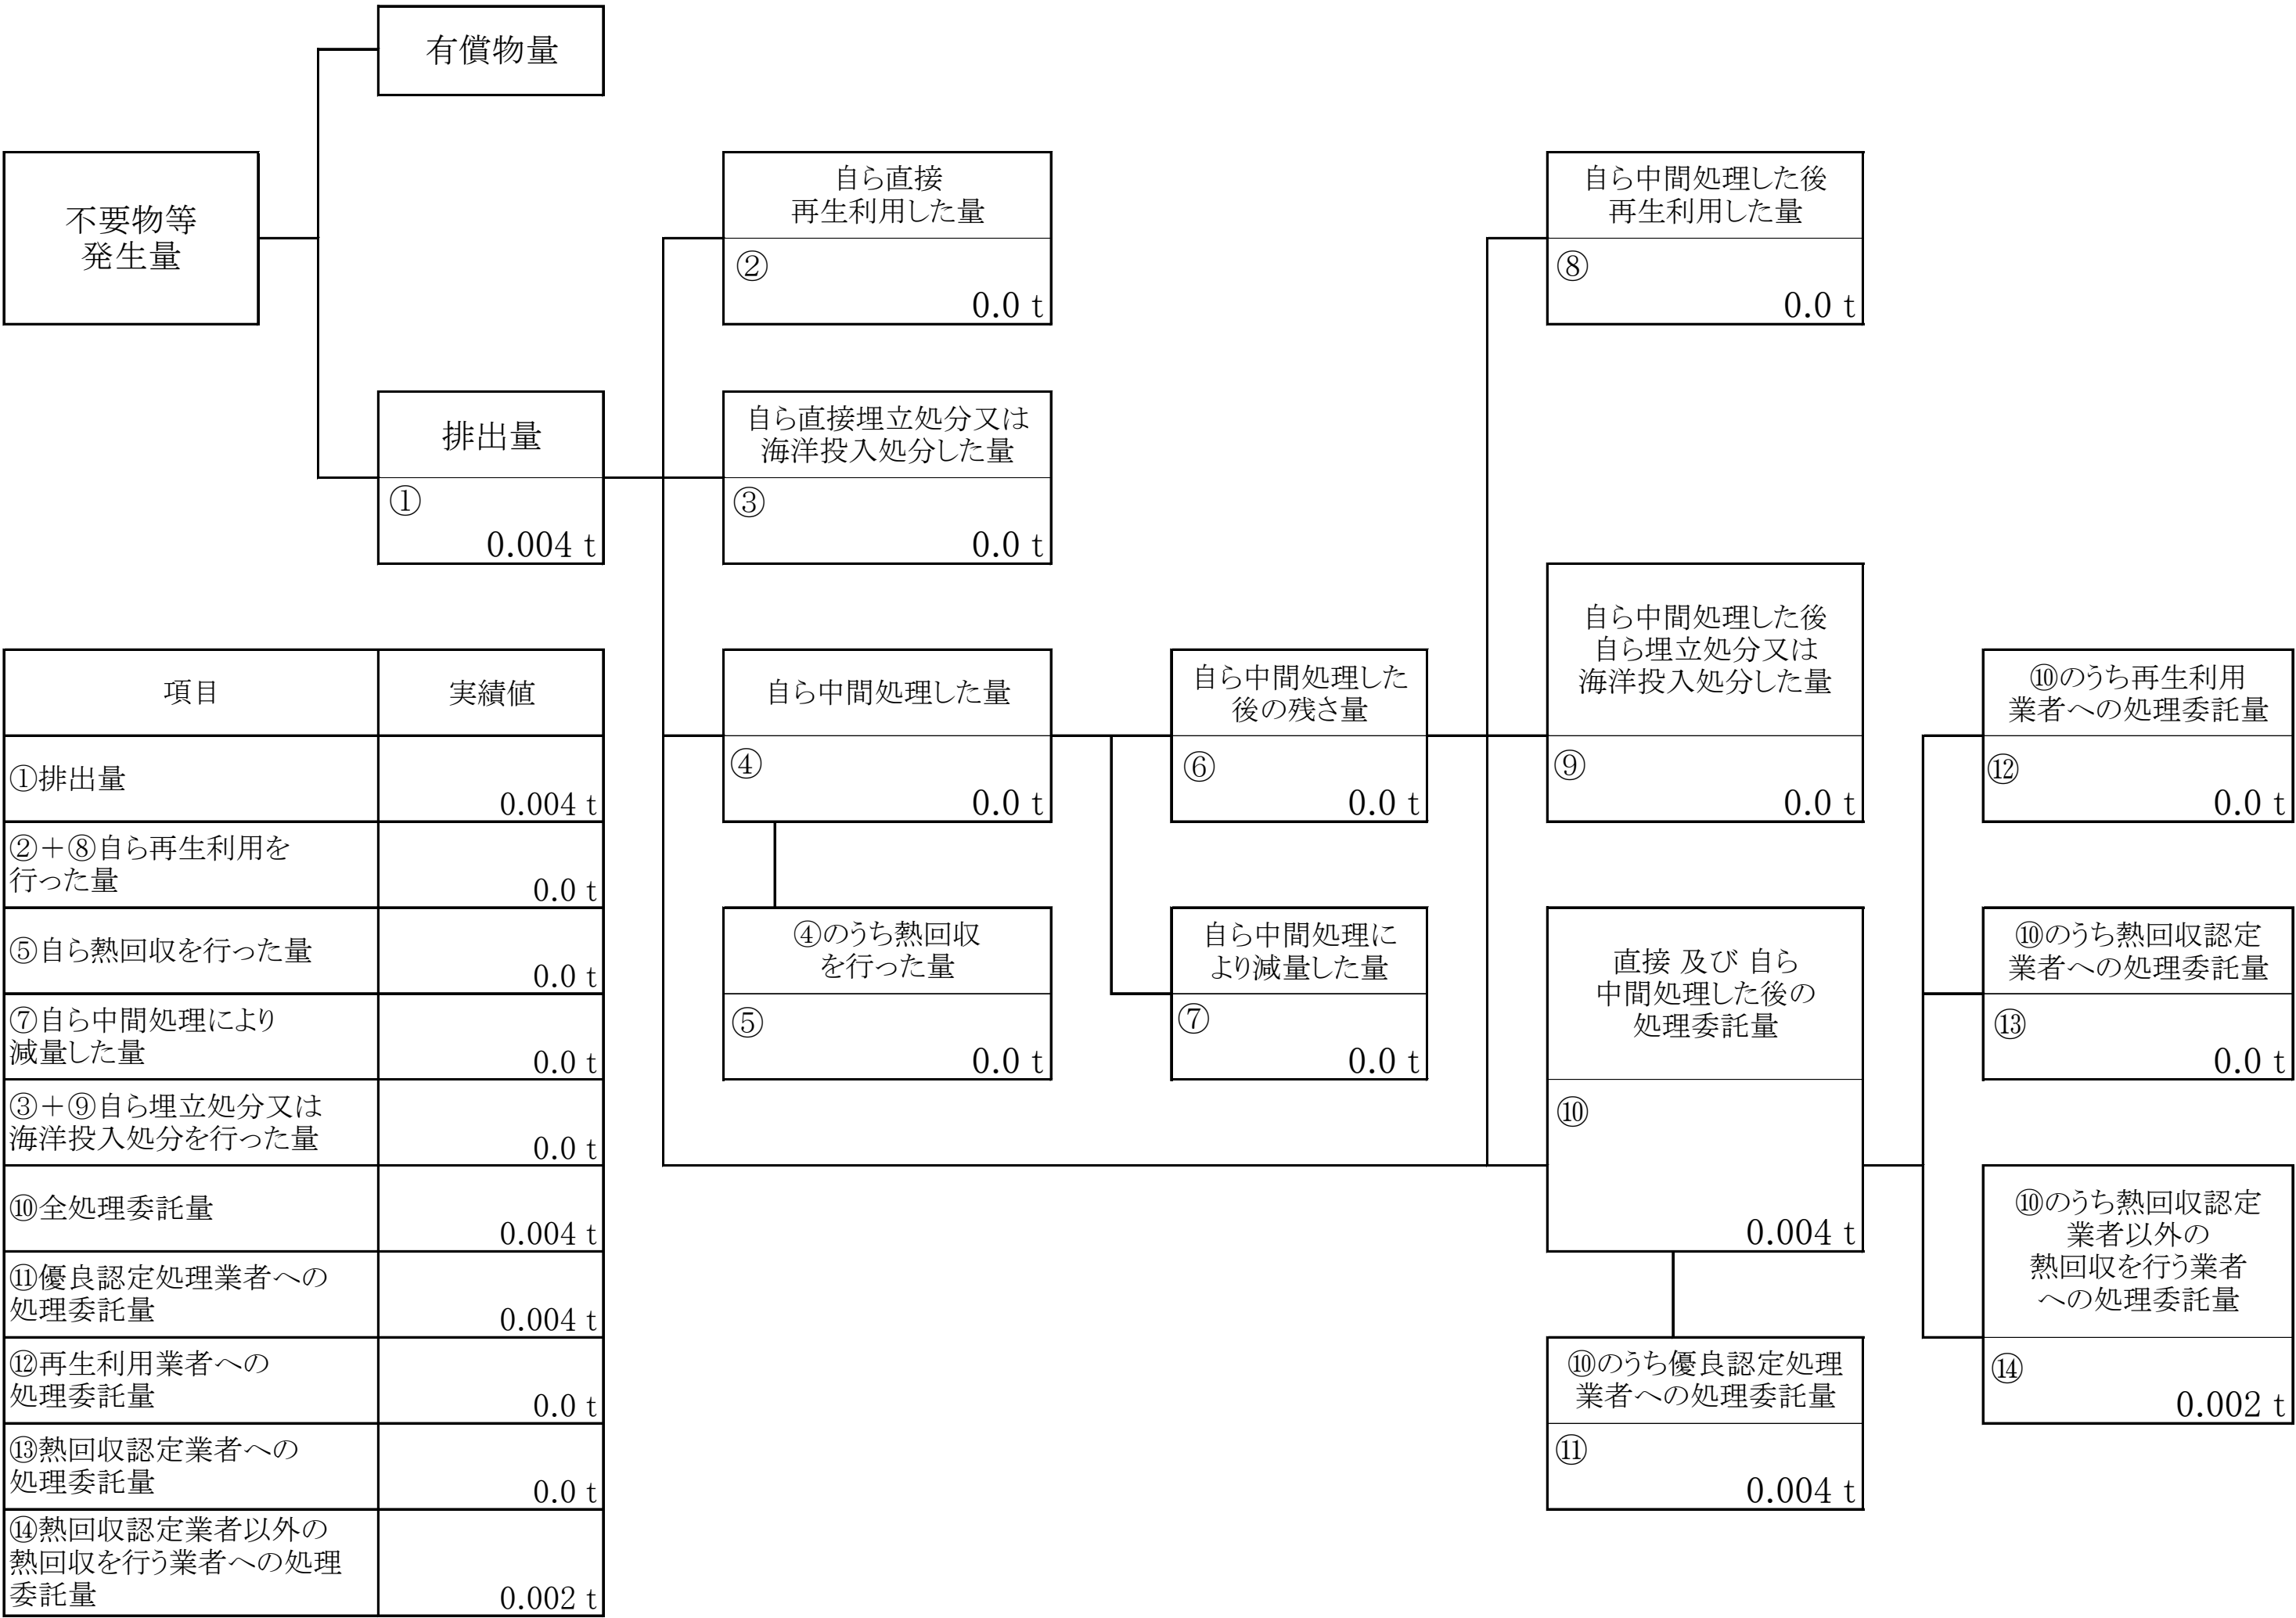 有償物量
不要物等
発生量
自ら直接
再生利用した量
②
0.0 t
自ら中間処理した後
再生利用した量
⑧
0.0 t
排出量
①
0.004 t
自ら直接埋立処分又は
海洋投入処分した量
③
0.0 t
自ら中間処理した量
④
0.0 t
自ら中間処理した
後の残さ量
⑥
0.0 t
自ら中間処理した後
自ら埋立処分又は
海洋投入処分した量
⑨
0.0 t
⑩のうち再生利用
業者への処理委託量
⑫
0.0 t
④のうち熱回収
を行った量
⑤
0.0 t
自ら中間処理に
より減量した量
⑦
0.0 t
直接 及び 自ら
中間処理した後の
処理委託量
⑩
0.004 t
⑩のうち熱回収認定
業者への処理委託量
⑬
0.0 t
⑩のうち熱回収認定
業者以外の
熱回収を行う業者
への処理委託量
⑭
0.002 t
⑩のうち優良認定処理
業者への処理委託量
⑪
0.004 t
項目 実績値
①排出量
0.004 t
②＋⑧自ら再生利用を
行った量
0.0 t
⑤自ら熱回収を行った量
0.0 t
⑦自ら中間処理により
減量した量
0.0 t
③＋⑨自ら埋立処分又は
海洋投入処分を行った量
0.0 t
⑩全処理委託量
0.004 t
⑪優良認定処理業者への
処理委託量
0.004 t
⑫再生利用業者への
処理委託量
0.0 t
⑬熱回収認定業者への
処理委託量
0.0 t
⑭熱回収認定業者以外の
熱回収を行う業者への処理
委託量
0.002 t